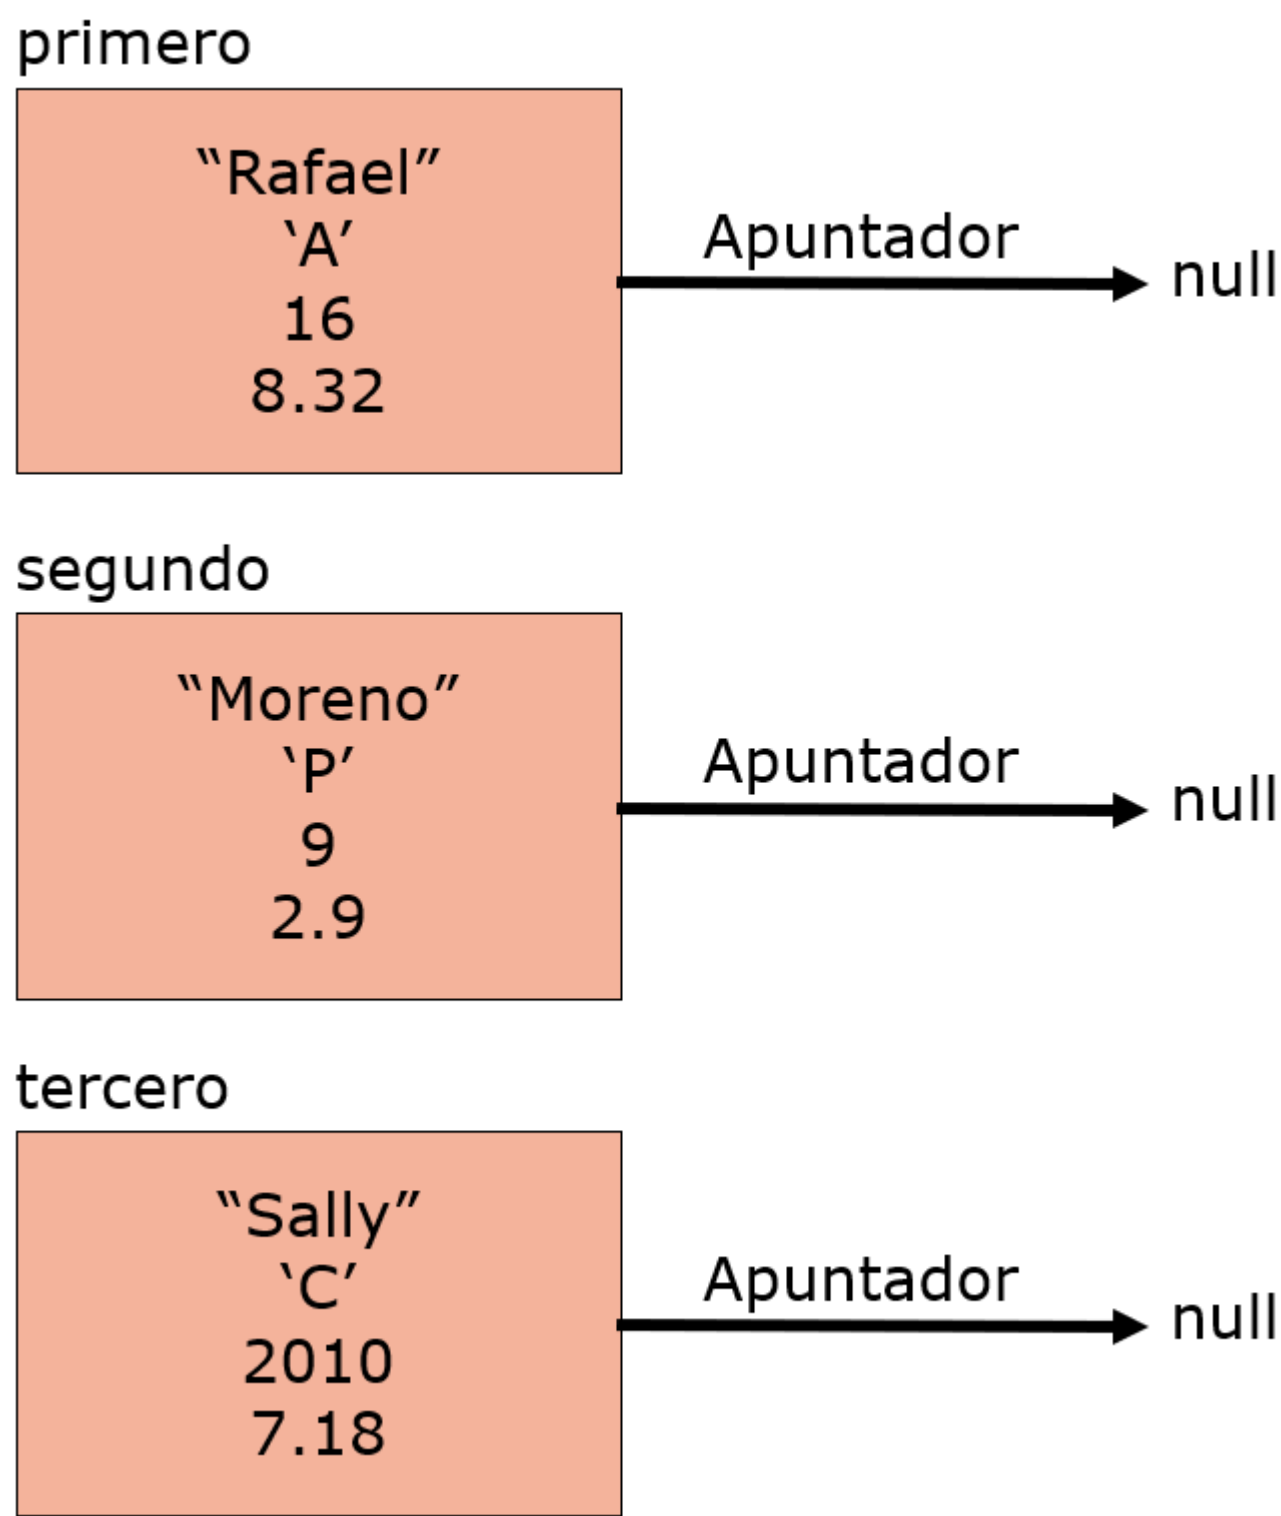 primero
“Rafael”
‘A’
16
8.32
Apuntador
null
segundo
“Moreno”
‘P’
9
2.9
Apuntador
null
tercero
“Sally”
‘C’
2010
7.18
Apuntador
null